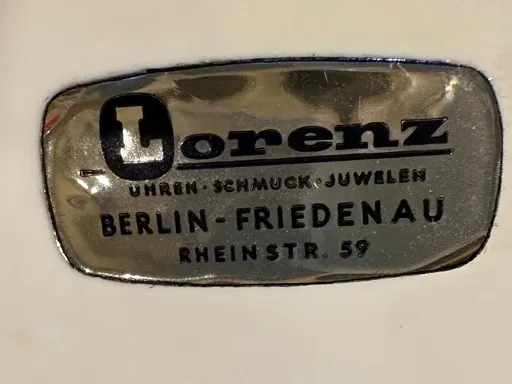 Lorenz
UHREN · SCHMUCK · JUWELEN
BERLIN - FRIEDENAU
RHEINSTR. 59